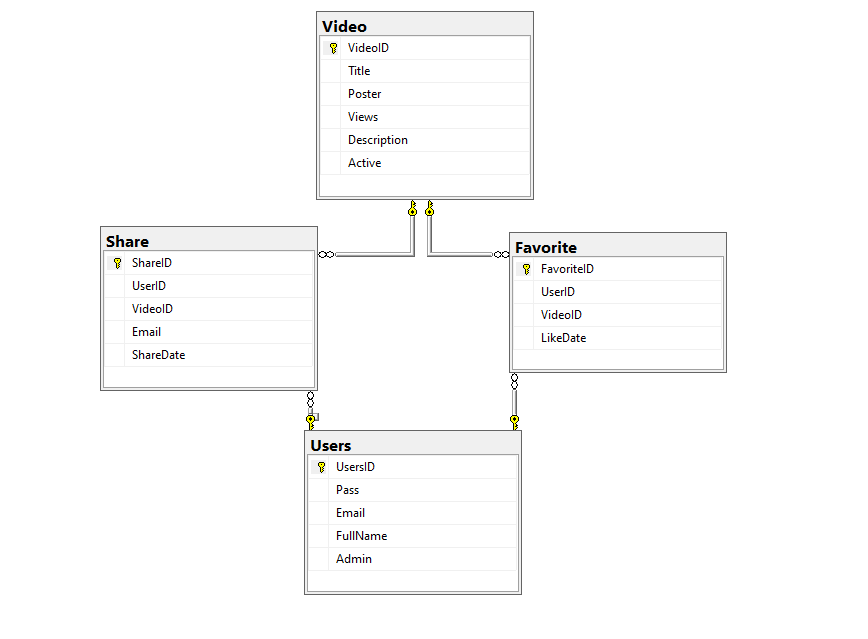 Video
VideoID
Title
Poster
Views
Description
Active
Share
ShareID
UserID
VideoID
Email
ShareDate
Favorite
FavoriteID
UserID
VideoID
LikeDate
Users
UsersID
Pass
Email
FullName
Admin